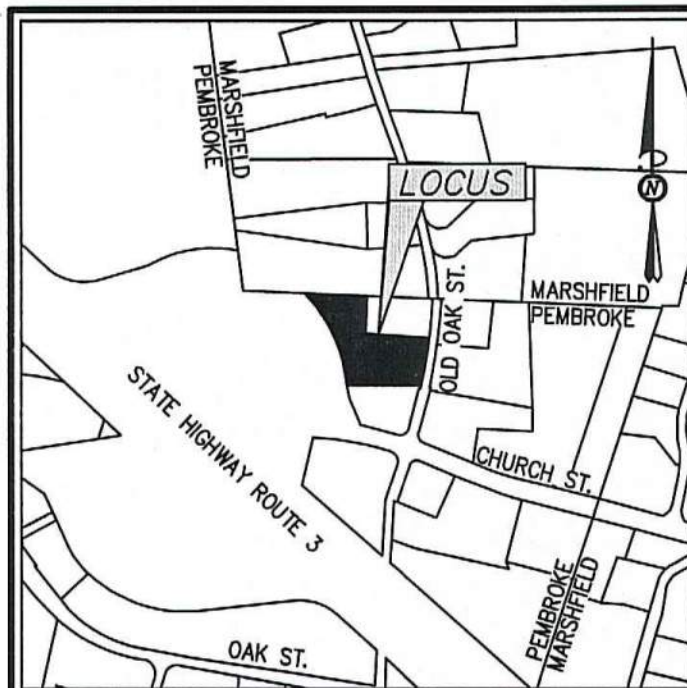 MARSHFIELD
PEMBROKE
LOCUS
N
OLD OAK ST.
MARSHFIELD
PEMBROKE
STATE HIGHWAY ROUTE 3
CHURCH ST.
PEMBROKE
MARSHFIELD
OAK ST.